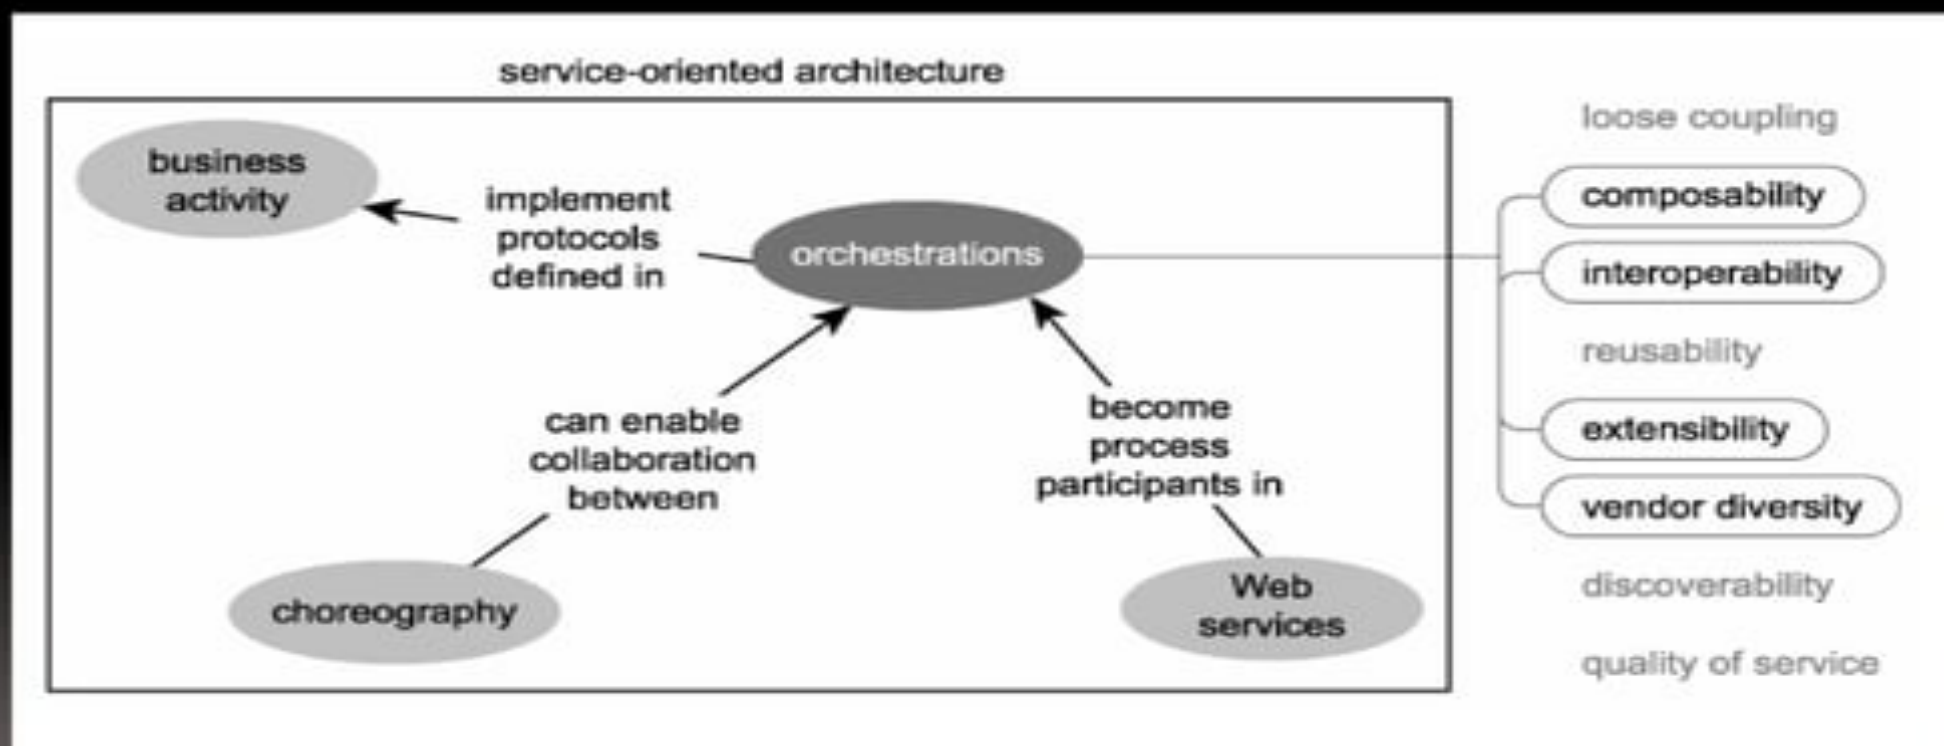 service-oriented architecture
business
activity
implement
protocols
defined in
orchestrations
can enable
collaboration
between
become
process
participants in
choreography
Web
services
loose coupling
composability
interoperability
reusability
extensibility
vendor diversity
discoverability
quality of service